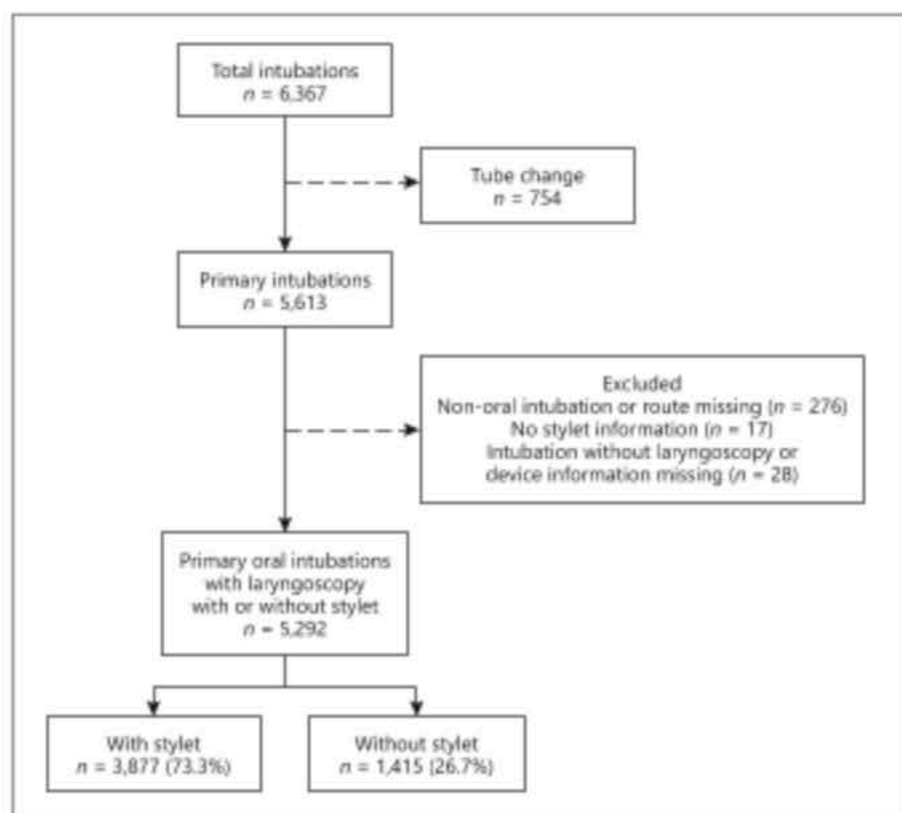 Total intubations
n = 6,367
Tube change
n = 754
Primary intubations
n = 5,613
Excluded
Non-oral intubation or route missing (n = 276)
No stylet information (n = 17)
Intubation without laryngoscopy or
device information missing (n = 28)
Primary oral intubations
with laryngoscopy
with or without stylet
n = 5,292
With stylet
n = 3,877 (73.3%)
Without stylet
n = 1,415 (26.7%)